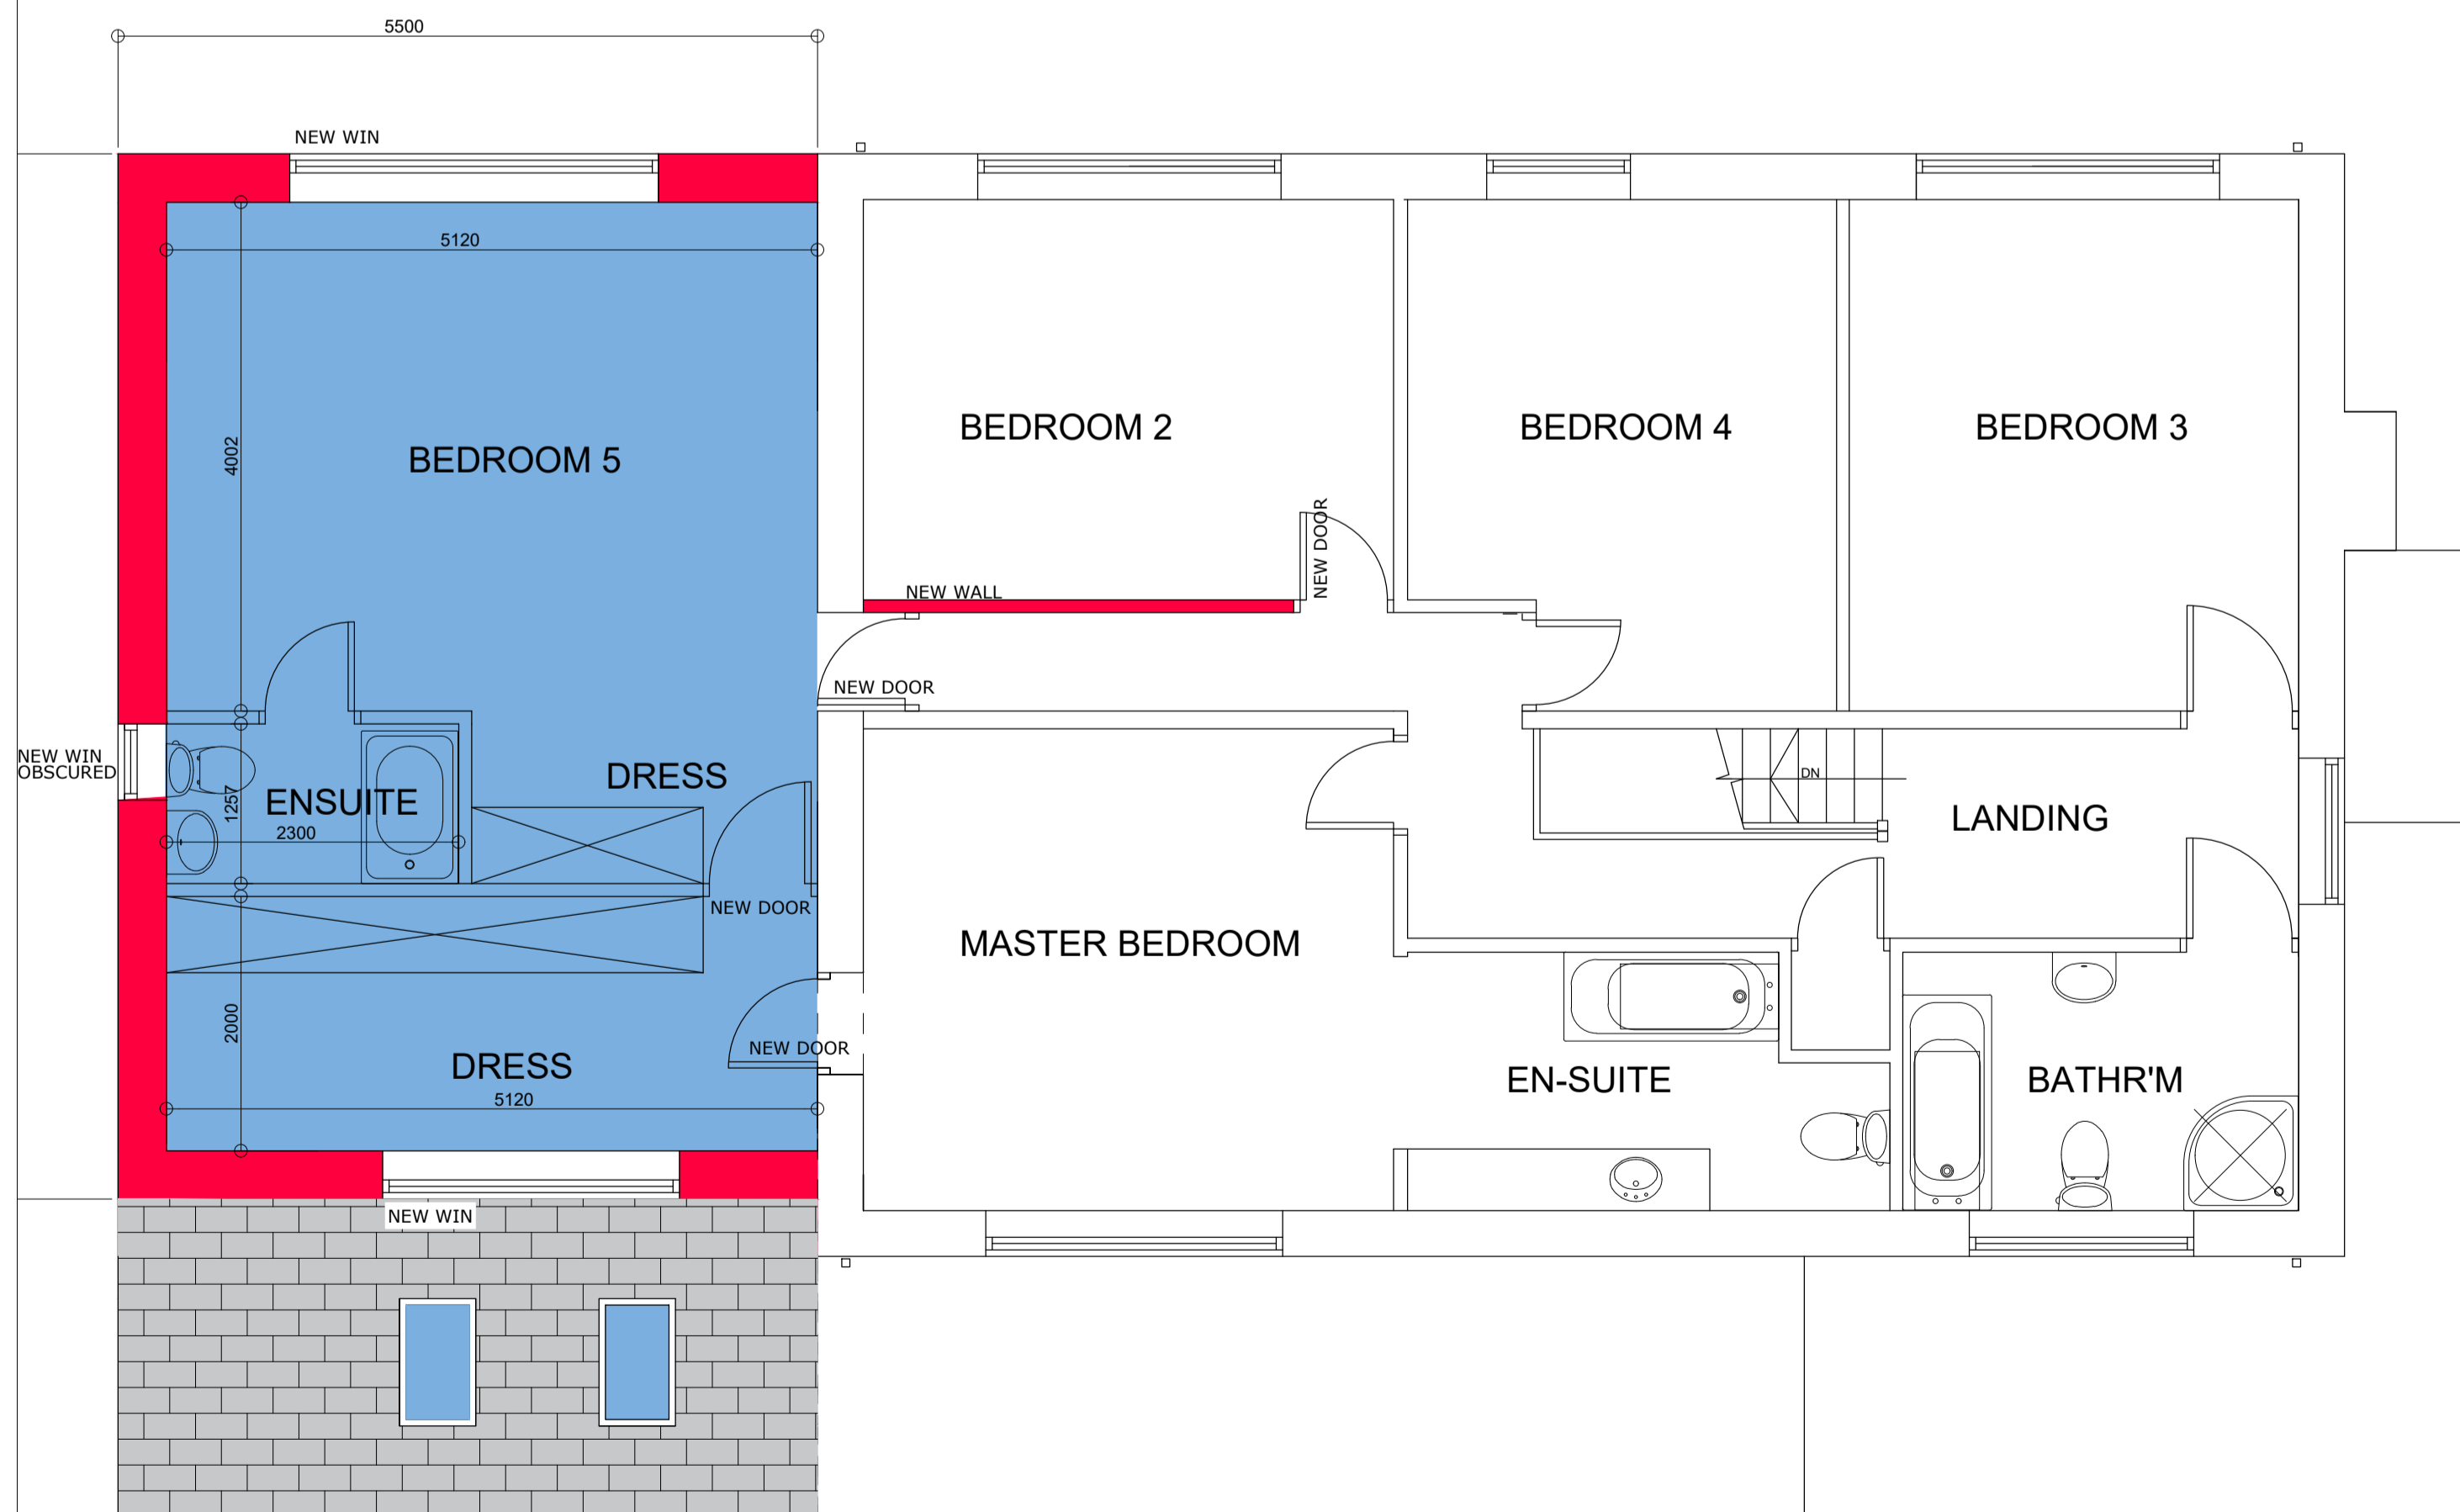 5500
NEW WIN
5120
4002
BEDROOM 5
BEDROOM 2
BEDROOM 4
BEDROOM 3
NEW DOOR
NEW WALL
NEW DOOR
NEW WIN
OBSCURED
DRESS
ENSUITE
1257
2300
DN
LANDING
NEW DOOR
MASTER BEDROOM
2000
NEW DOOR
DRESS
5120
EN-SUITE
BATHR'M
NEW WIN